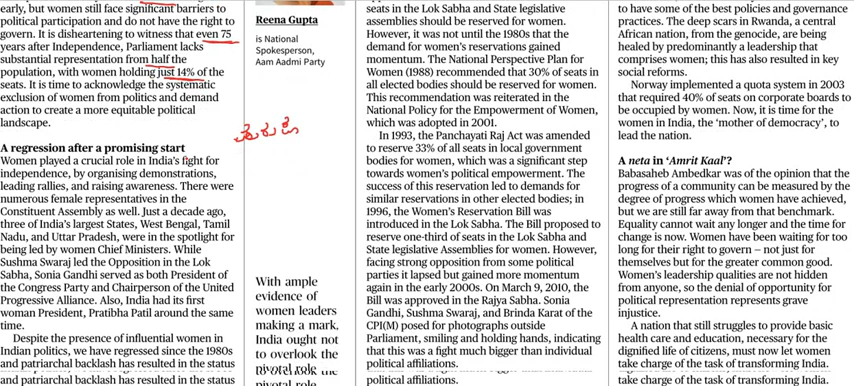 early, but women still face significant barriers to
political participation and do not have the right to
govern. It is disheartening to witness that even 75
years after Independence, Parliament lacks
substantial representation from half the
population, with women holding just 14% of the
seats. It is time to acknowledge the systematic
exclusion of women from politics and demand
action to create a more equitable political
landscape.
A regression after a promising start
Women played a crucial role in India's fight for
independence, by organising demonstrations,
leading rallies, and raising awareness. There were
numerous female representatives in the
Constituent Assembly as well. Just a decade ago,
three of India's largest States, West Bengal, Tamil
Nadu, and Uttar Pradesh, were in the spotlight for
being led by women Chief Ministers. While
Sushma Swaraj led the Opposition in the Lok
Sabha, Sonia Gandhi served as both President of
the Congress Party and Chairperson of the United
Progressive Alliance. Also, India had its first
woman President, Pratibha Patil around the same
time.
Despite the presence of influential women in
Indian politics, we have regressed since the 1980s
and patriarchal backlash has resulted in the status
and patriarchal backlash has resulted in the status
Reena Gupta
is National
Spokesperson,
Aam Aadmi Party
With ample
evidence of
women leaders
making a mark,
India ought not
to overlook the
pivotal role
pivotal role
seats in the Lok Sabha and State legislative
assemblies should be reserved for women.
However, it was not until the 1980s that the
demand for women's reservations gained
momentum. The National Perspective Plan for
Women (1988) recommended that 30% of seats in
all elected bodies should be reserved for women.
This recommendation was reiterated in the
National Policy for the Empowerment of Women,
which was adopted in 2001.
In 1993, the Panchayati Raj Act was amended
to reserve 33% of all seats in local government
bodies for women, which was a significant step
towards women's political empowerment. The
success of this reservation led to demands for
similar reservations in other elected bodies; in
1996, the Women's Reservation Bill was
introduced in the Lok Sabha. The Bill proposed to
reserve one-third of seats in the Lok Sabha and
State legislative Assemblies for women. However,
facing strong opposition from some political
parties it lapsed but gained more momentum
again in the early 2000s. On March 9, 2010, the
Bill was approved in the Rajya Sabha. Sonia
Gandhi, Sushma Swaraj, and Brinda Karat of the
CPI(M) posed for photographs outside
Parliament, smiling and holding hands, indicating
that this was a fight much bigger than individual
political affiliations.
political affiliations.
to have some of the best policies and governance
practices. The deep scars in Rwanda, a central
African nation, from the genocide, are being
healed by predominantly a leadership that
comprises women; this has also resulted in key
social reforms.
Norway implemented a quota system in 2003
that required 40% of seats on corporate boards to
be occupied by women. Now, it is time for the
women in India, the 'mother of democracy', to
lead the nation.
A neta in 'Amrit Kaal'?
Babasaheb Ambedkar was of the opinion that the
progress of a community can be measured by the
degree of progress which women have achieved,
but we are still far away from that benchmark.
Equality cannot wait any longer and the time for
change is now. Women have been waiting for too
long for their right to govern — not just for
themselves but for the greater common good.
Women's leadership qualities are not hidden
from anyone, so the denial of opportunity for
political representation represents grave
injustice.
A nation that still struggles to provide basic
health care and education, necessary for the
dignified life of citizens, must now let women
take charge of the task of transforming India.
take charge of the task of transforming India.